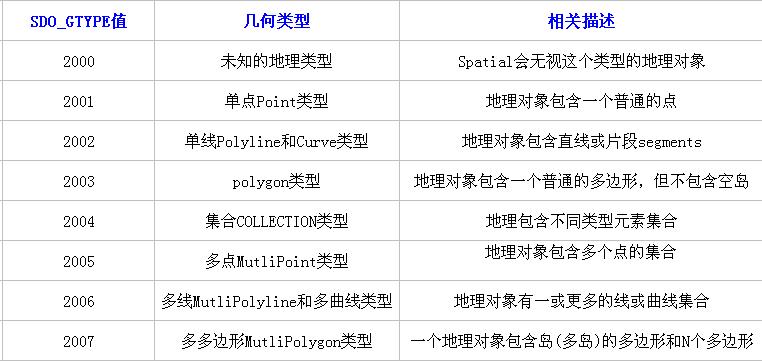 SDO_GTYPE值 几何类型 相关描述
2000 未知的地理类型 Spatial会无视这个类型的地理对象
2001 单点Point类型 地理对象包含一个普通的点
2002 单线Polyline和Curve类型 地理对象包含直线或片段segments
2003 polygon类型 地理对象包含一个普通的多边形，但不包含空岛
2004 集合COLLECTION类型 地理包含不同类型元素集合
2005 多点MutliPoint类型 地理对象包含多个点的集合
2006 多线MutliPolyline和多曲线类型 地理对象有一或更多的线或曲线集合
2007 多多边形MutliPolygon类型 一个地理对象包含岛(多岛)的多边形和N个多边形